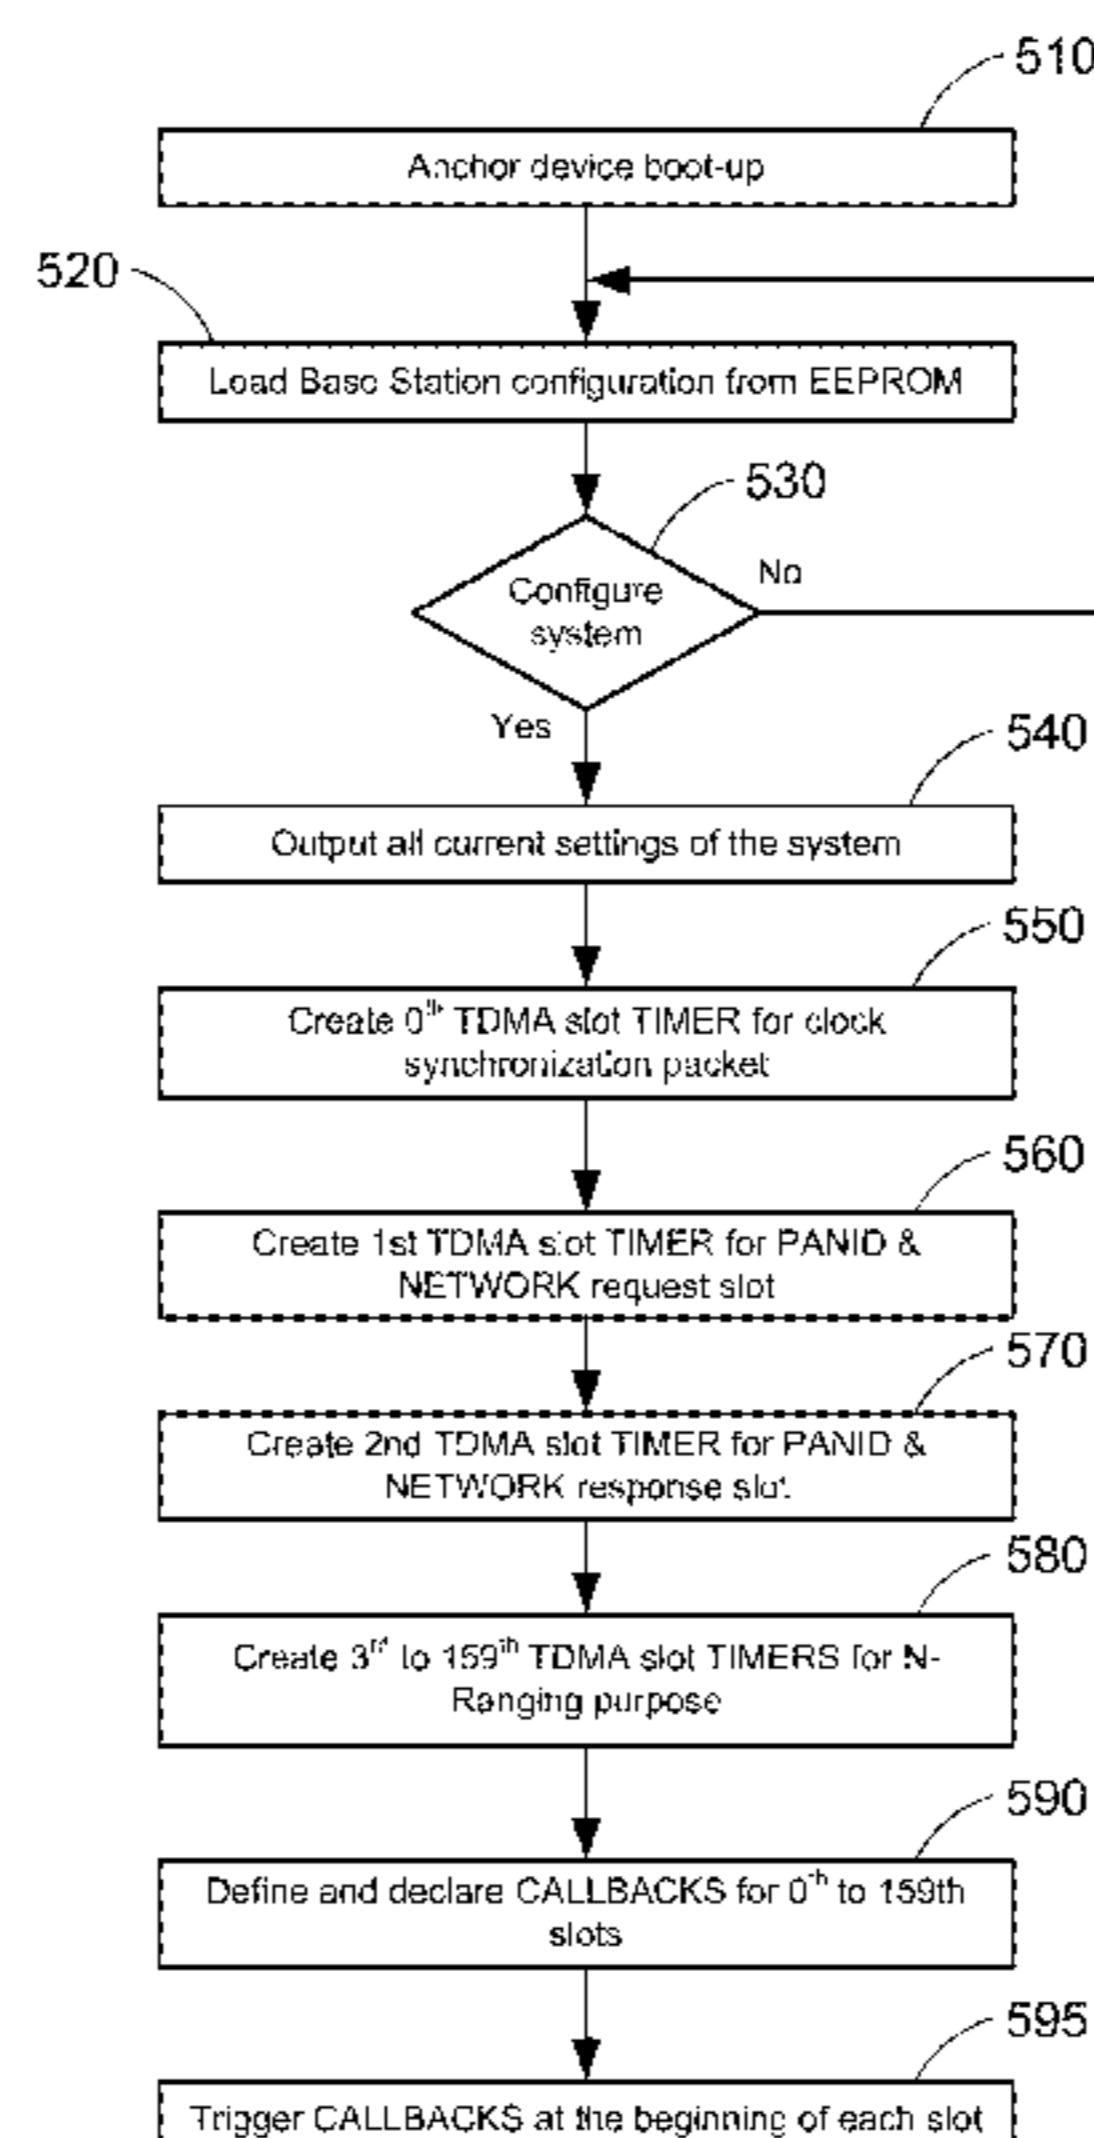 510
Anchor device boot-up
520
Load Base Station configuration from EEPROM
530
Configure
system
No
Yes
540
Output all current settings of the system
550
Create 0th TDMA slot TIMER for clock
synchronization packet
560
Create 1st TDMA slot TIMER for PANID &
NETWORK request slot
570
Create 2nd TDMA slot TIMER for PANID &
NETWORK response slot
580
Create 3rd to 159th TDMA slot TIMERS for N-
Ranging purpose
590
Define and declare CALLBACKS for 0th to 159th
slots
595
Trigger CALLBACKS at the beginning of each slot